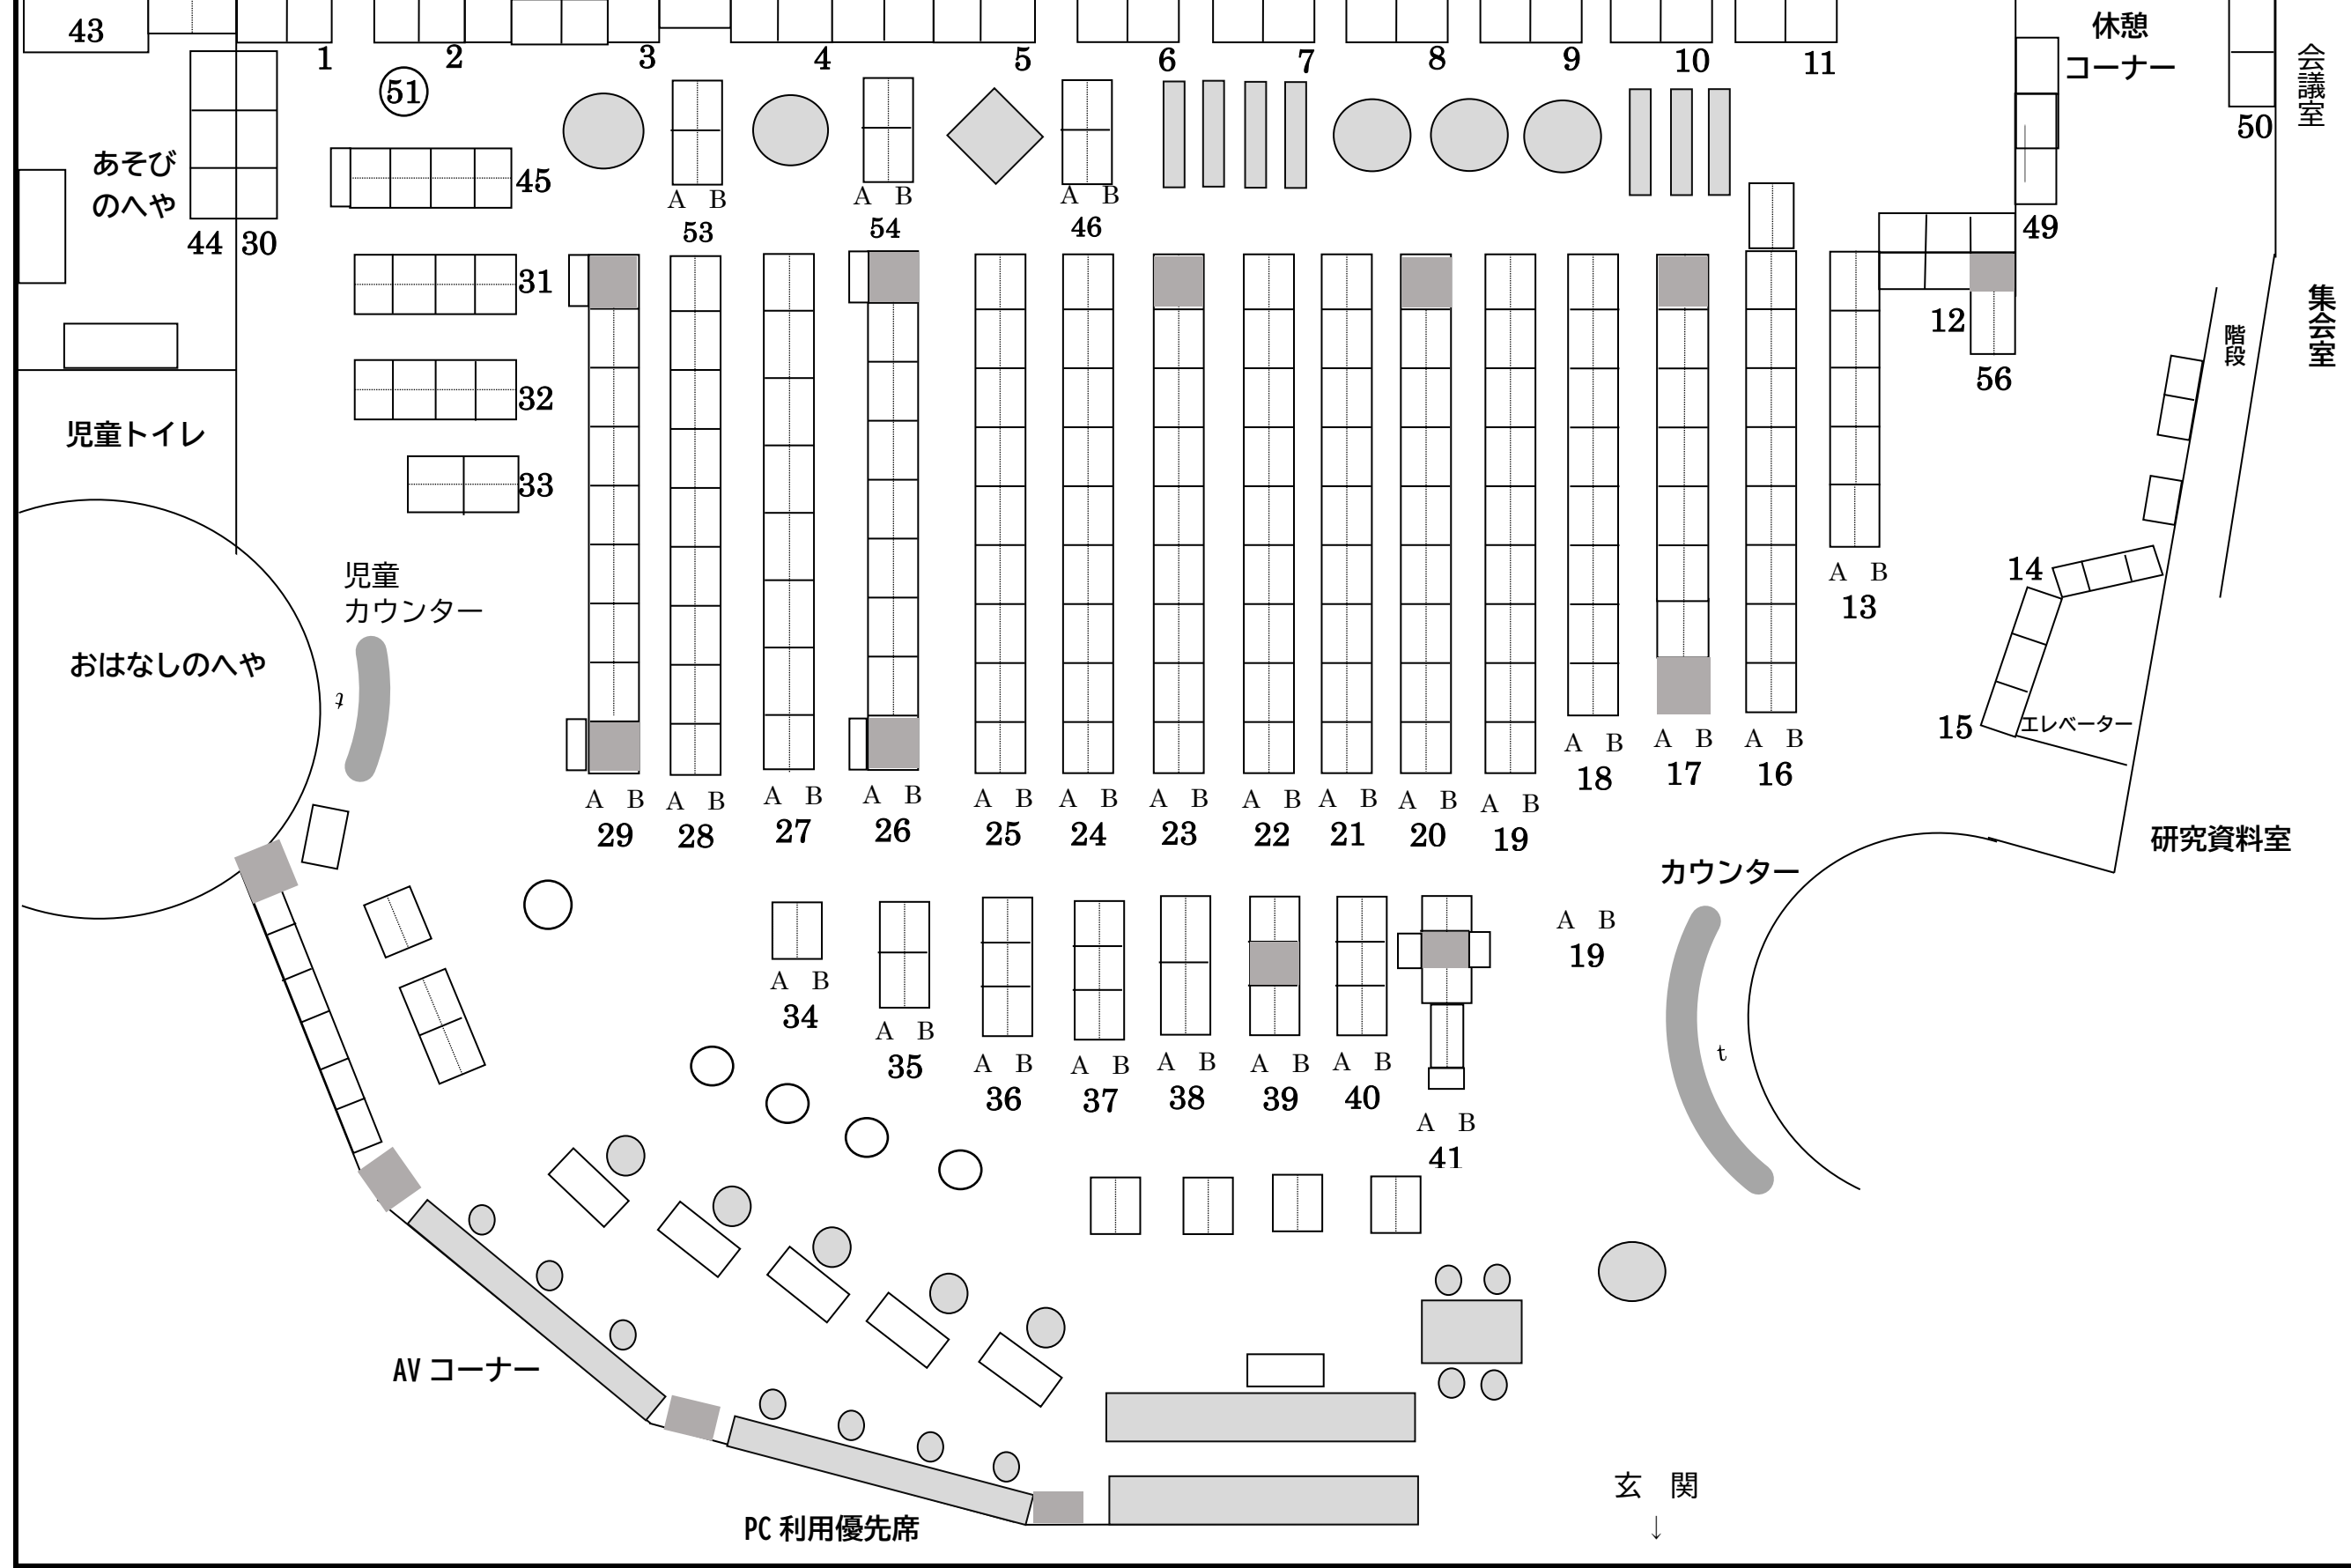 43
1
2
3
4
5
6
7
8
9
10
11
休憩
コーナー
会議室
50
51
あそび
のへや
45
A B
53
A B
54
A B
46
44
30
49
31
12
56
階段
集会室
32
児童トイレ
33
児童
カウンター
14
A B
13
おはなしのへや
t
15
エレベーター
A B
29
A B
28
A B
27
A B
26
A B
25
A B
24
A B
23
A B
22
A B
21
A B
20
A B
19
A B
18
A B
17
A B
16
研究資料室
カウンター
A B
19
A B
34
A B
35
A B
36
A B
37
A B
38
A B
39
A B
40
A B
41
t
AV コーナー
PC 利用優先席
玄 関
↓